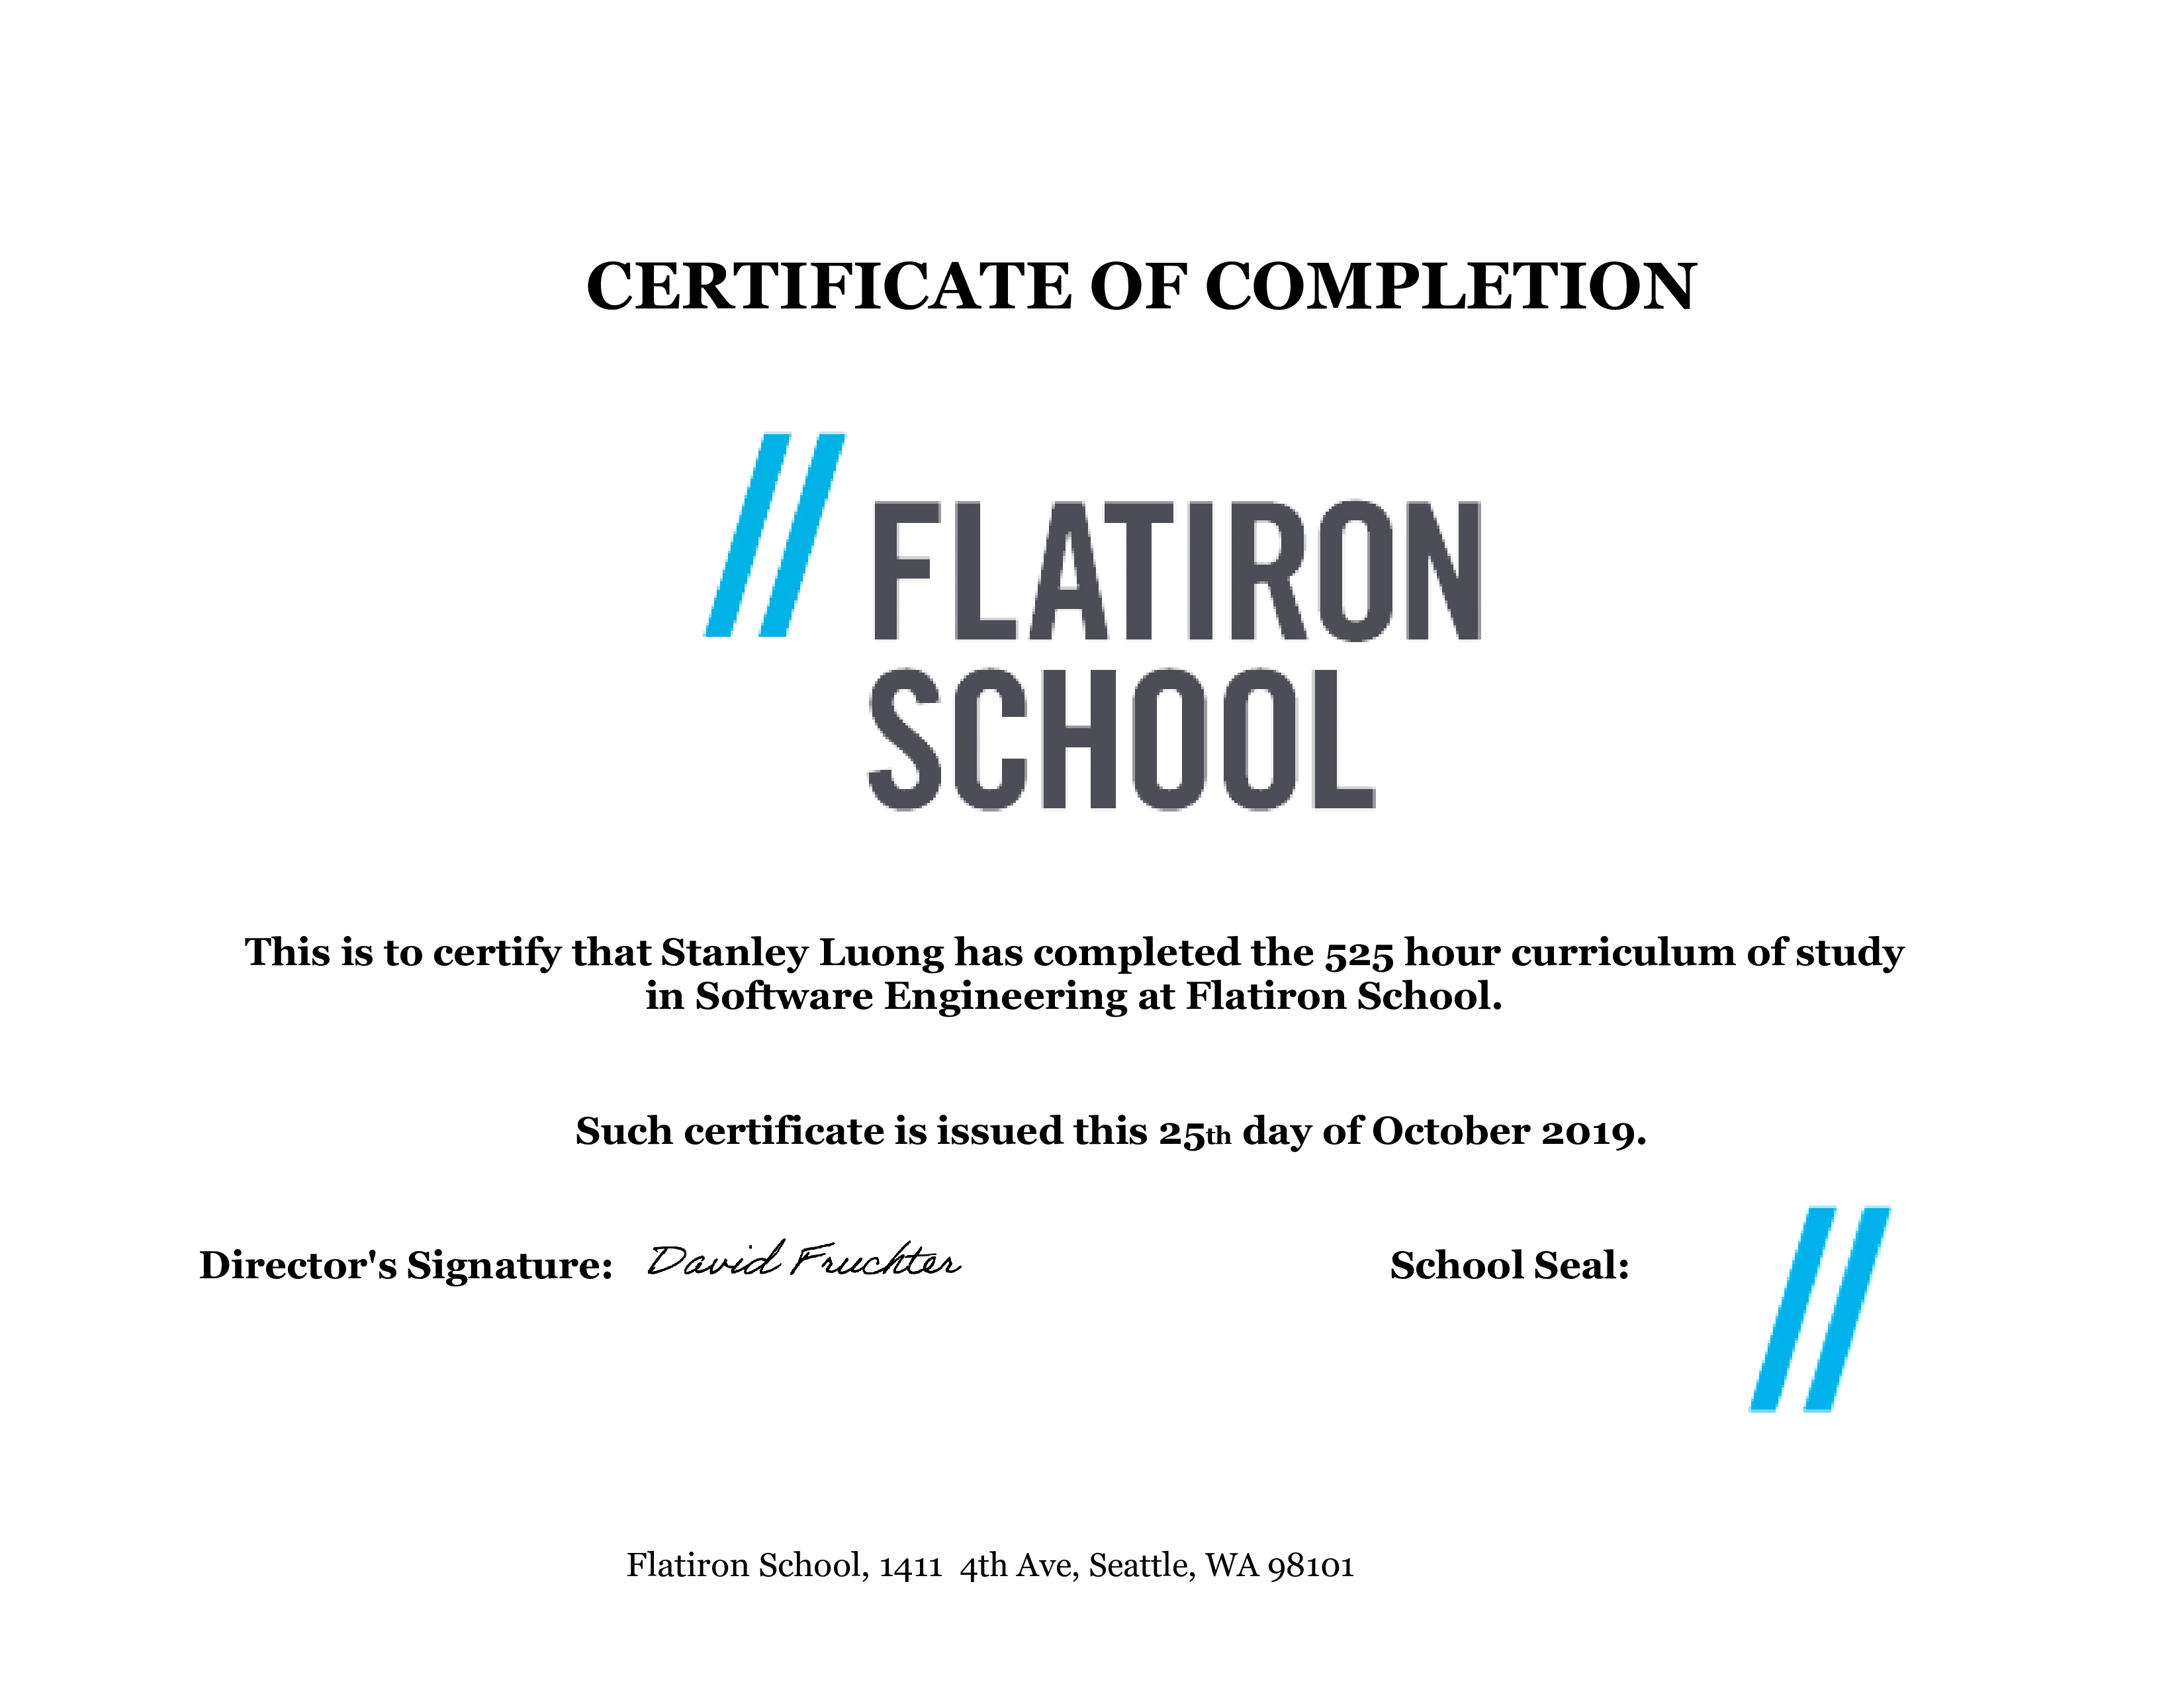 CERTIFICATE OF COMPLETION
FLATIRON
SCHOOL
This is to certify that Stanley Luong has completed the 525 hour curriculum of study
in Software Engineering at Flatiron School.
Such certificate is issued this 25th day of October 2019.
Director's Signature: David Fruchter
School Seal:
Flatiron School, 1411  4th Ave, Seattle, WA 98101